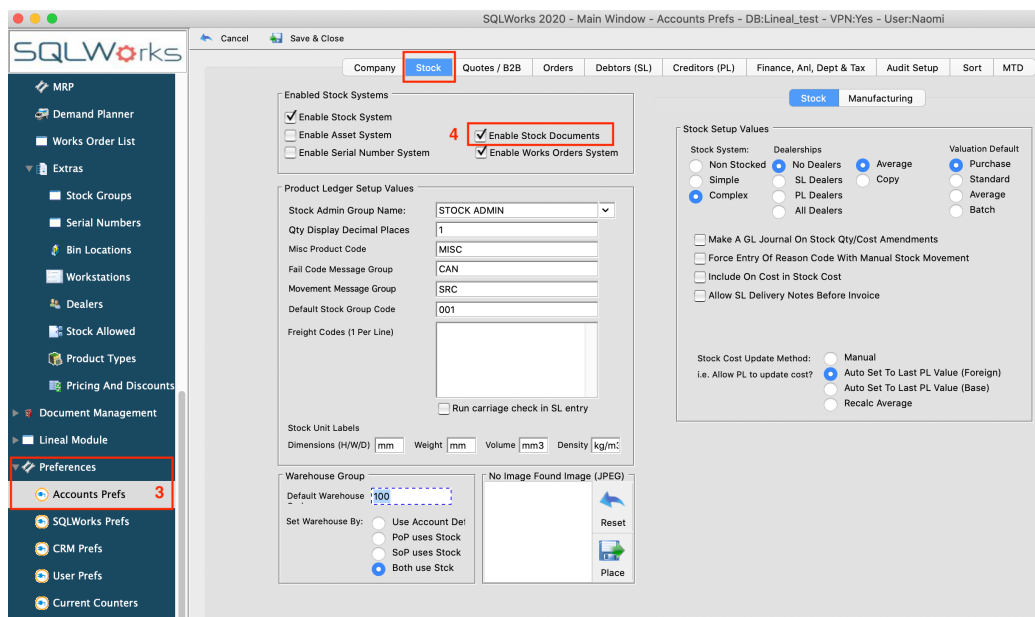 SQLWorks 2020 - Main Window - Accounts Prefs - DB:Lineal_test - VPN:Yes - User:Naomi
SQLWorks
Cancel
Save & Close
MRP
Demand Planner
Works Order List
Extras
Stock Groups
Serial Numbers
Bin Locations
Workstations
Dealers
Stock Allowed
Product Types
Pricing And Discounts
Document Management
Lineal Module
Preferences
Accounts Prefs 3
SQLWorks Prefs
CRM Prefs
User Prefs
Current Counters
Company Stock Quotes / B2B Orders Debtors (SL) Creditors (PL) Finance, Anl, Dept & Tax Audit Setup Sort MTD
Enabled Stock Systems
Enable Stock System
Enable Asset System 4 Enable Stock Documents
Enable Serial Number System Enable Works Orders System
Product Ledger Setup Values
Stock Admin Group Name: STOCK ADMIN
Qty Display Decimal Places 1
Misc Product Code MISC
Fail Code Message Group CAN
Movement Message Group SRC
Default Stock Group Code 001
Freight Codes (1 Per Line)
Run carriage check in SL entry
Stock Unit Labels
Dimensions (H/W/D) mm Weight mm Volume mm3 Density kg/m3
Warehouse Group
Default Warehouse 100
Set Warehouse By: Use Account Def
PoP uses Stock
SoP uses Stock
Both use Stck
No Image Found Image (JPEG)
Reset
Place
Stock Manufacturing
Stock Setup Values
Stock System: Dealerships Valuation Default
Non Stocked No Dealers Average Purchase
Simple SL Dealers Copy Standard
Complex PL Dealers Average
All Dealers Batch
Make A GL Journal On Stock Qty/Cost Amendments
Force Entry Of Reason Code With Manual Stock Movement
Include On Cost in Stock Cost
Allow SL Delivery Notes Before Invoice
Stock Cost Update Method: Manual
i.e. Allow PL to update cost? Auto Set To Last PL Value (Foreign)
Auto Set To Last PL Value (Base)
Recalc Average